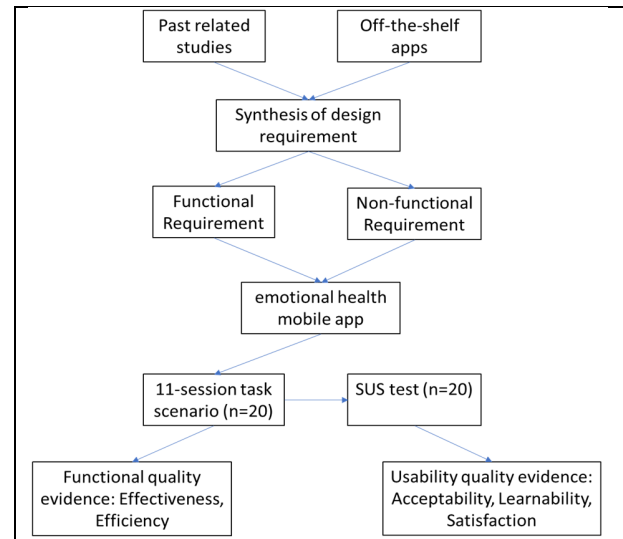 Past related
studies
Off-the-shelf
apps
Synthesis of design
requirement
Functional
Requirement
Non-functional
Requirement
emotional health
mobile app
11-session task
scenario (n=20)
SUS test (n=20)
Functional quality
evidence: Effectiveness,
Efficiency
Usability quality evidence:
Acceptability, Learnability,
Satisfaction